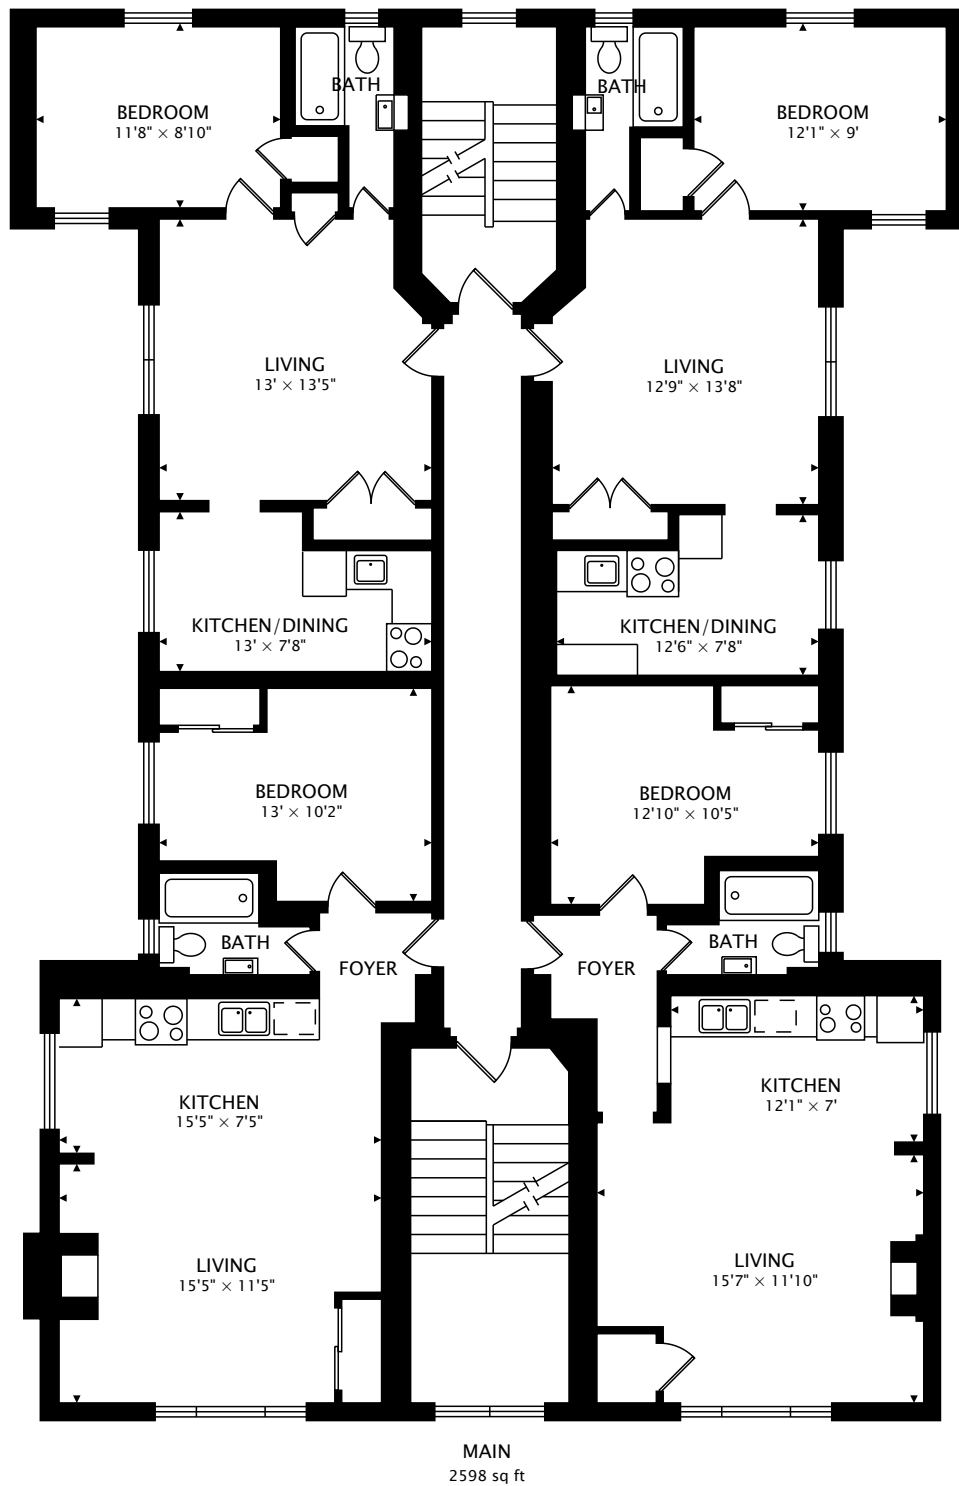 BEDROOM
11'8" × 8'10"
BATH
BATH
BEDROOM
12'1" × 9'
LIVING
13' × 13'5"
LIVING
12'9" × 13'8"
KITCHEN/DINING
13' × 7'8"
KITCHEN/DINING
12'6" × 7'8"
BEDROOM
13' × 10'2"
BEDROOM
12'10" × 10'5"
BATH
FOYER
FOYER
BATH
KITCHEN
15'5" × 7'5"
KITCHEN
12'1" × 7'
LIVING
15'5" × 11'5"
LIVING
15'7" × 11'10"
MAIN
2598 sq ft